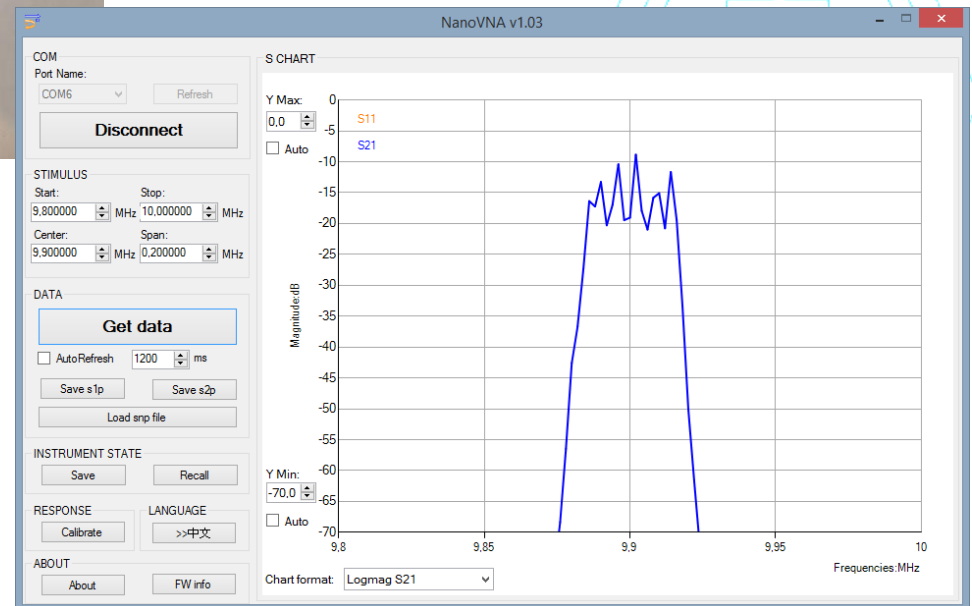 NanoVNA v1.03
COM
Port Name:
COM6
Refresh
Disconnect
STIMULUS
Start:
Stop:
9,800000 MHz 10,000000 MHz
Center:
Span:
9,900000 MHz 0,200000 MHz
DATA
Get data
AutoRefresh 1200 ms
Save s1p
Save s2p
Load snp file
INSTRUMENT STATE
Save
Recall
RESPONSE
LANGUAGE
Calibrate
>>中文
ABOUT
About
FW info
S CHART
Y Max:
0,0
Auto
S11
S21
0
-5
-10
-15
-20
-25
-30
-35
-40
-45
-50
-55
-60
-65
-70
Magnitude:dB
Y Min:
-70,0
Auto
9,8
9,85
9,9
9,95
10
Frequencies:MHz
Chart format: Logmag S21